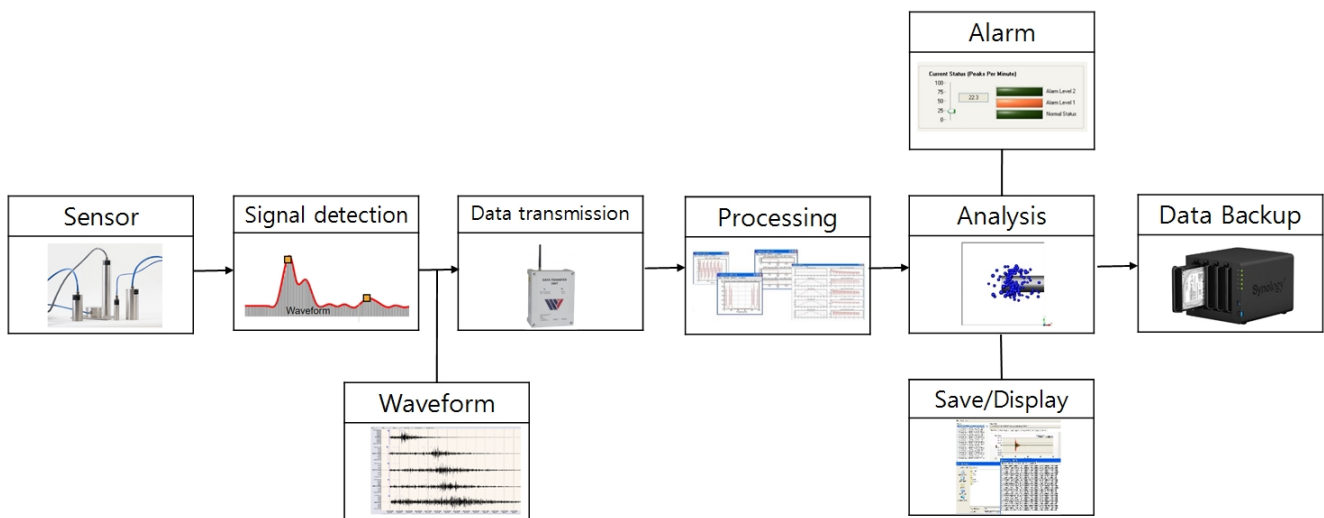 Alarm
Current Status (Peaks Per Minute)
100-
75-
50-
25-
0-
22.3
Alarm Level 2
Alarm Level 1
Normal Status
Sensor
Signal detection
Waveform
Data transmission
Processing
Analysis
Data Backup
Synology
Waveform
Save/Display